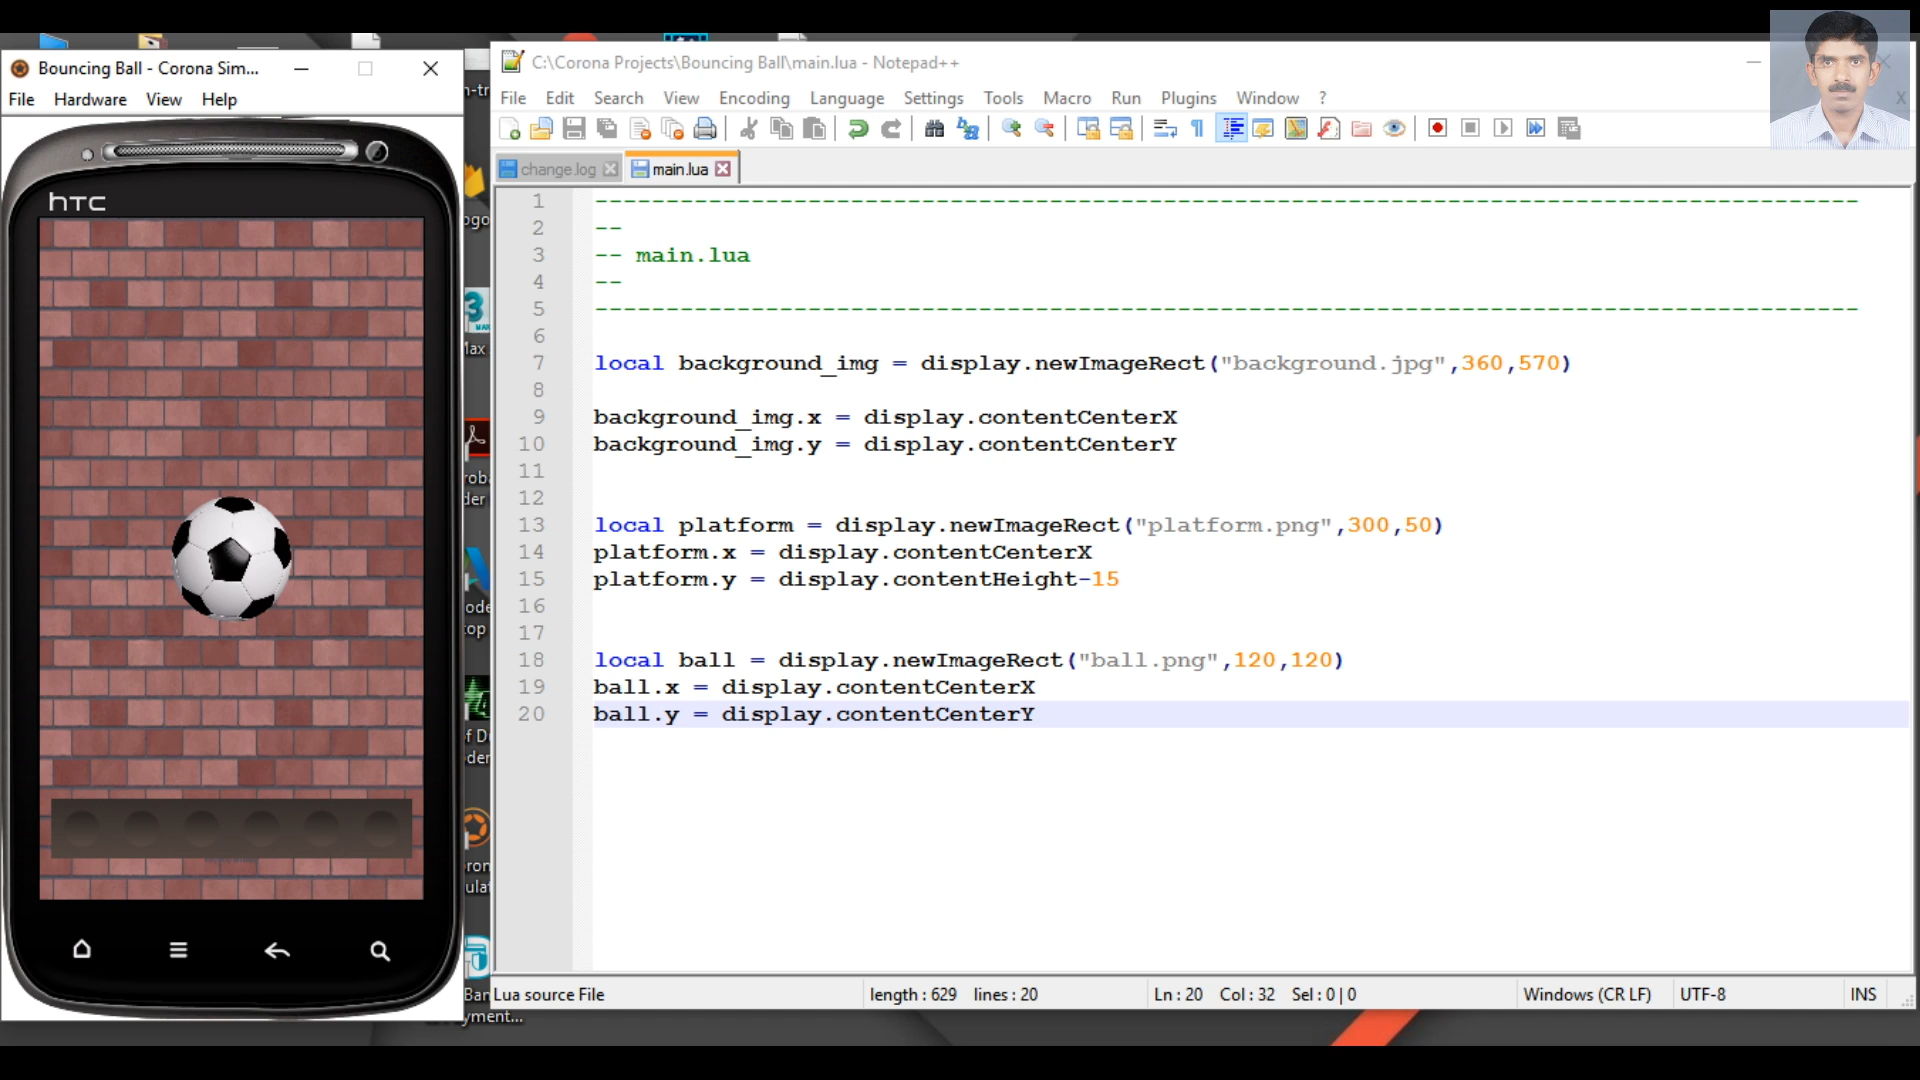 Bouncing Ball - Corona Sim...
File Hardware View Help
hTC
C:\Corona Projects\Bouncing Ball\main.lua - Notepad++
File Edit Search View Encoding Language Settings Tools Macro Run Plugins Window ?
change.log main.lua
1 ------------------------------------------------------------------------------------------
2 --
3 -- main.lua
4 --
5 ------------------------------------------------------------------------------------------
6
7 local background_img = display.newImageRect("background.jpg",360,570)
8
9 background_img.x = display.contentCenterX
10 background_img.y = display.contentCenterY
11
12
13 local platform = display.newImageRect("platform.png",300,50)
14 platform.x = display.contentCenterX
15 platform.y = display.contentHeight-15
16
17
18 local ball = display.newImageRect("ball.png",120,120)
19 ball.x = display.contentCenterX
20 ball.y = display.contentCenterY
Lua source File length : 629 lines : 20 Ln : 20 Col : 32 Sel : 0 | 0 Windows (CR LF) UTF-8 INS